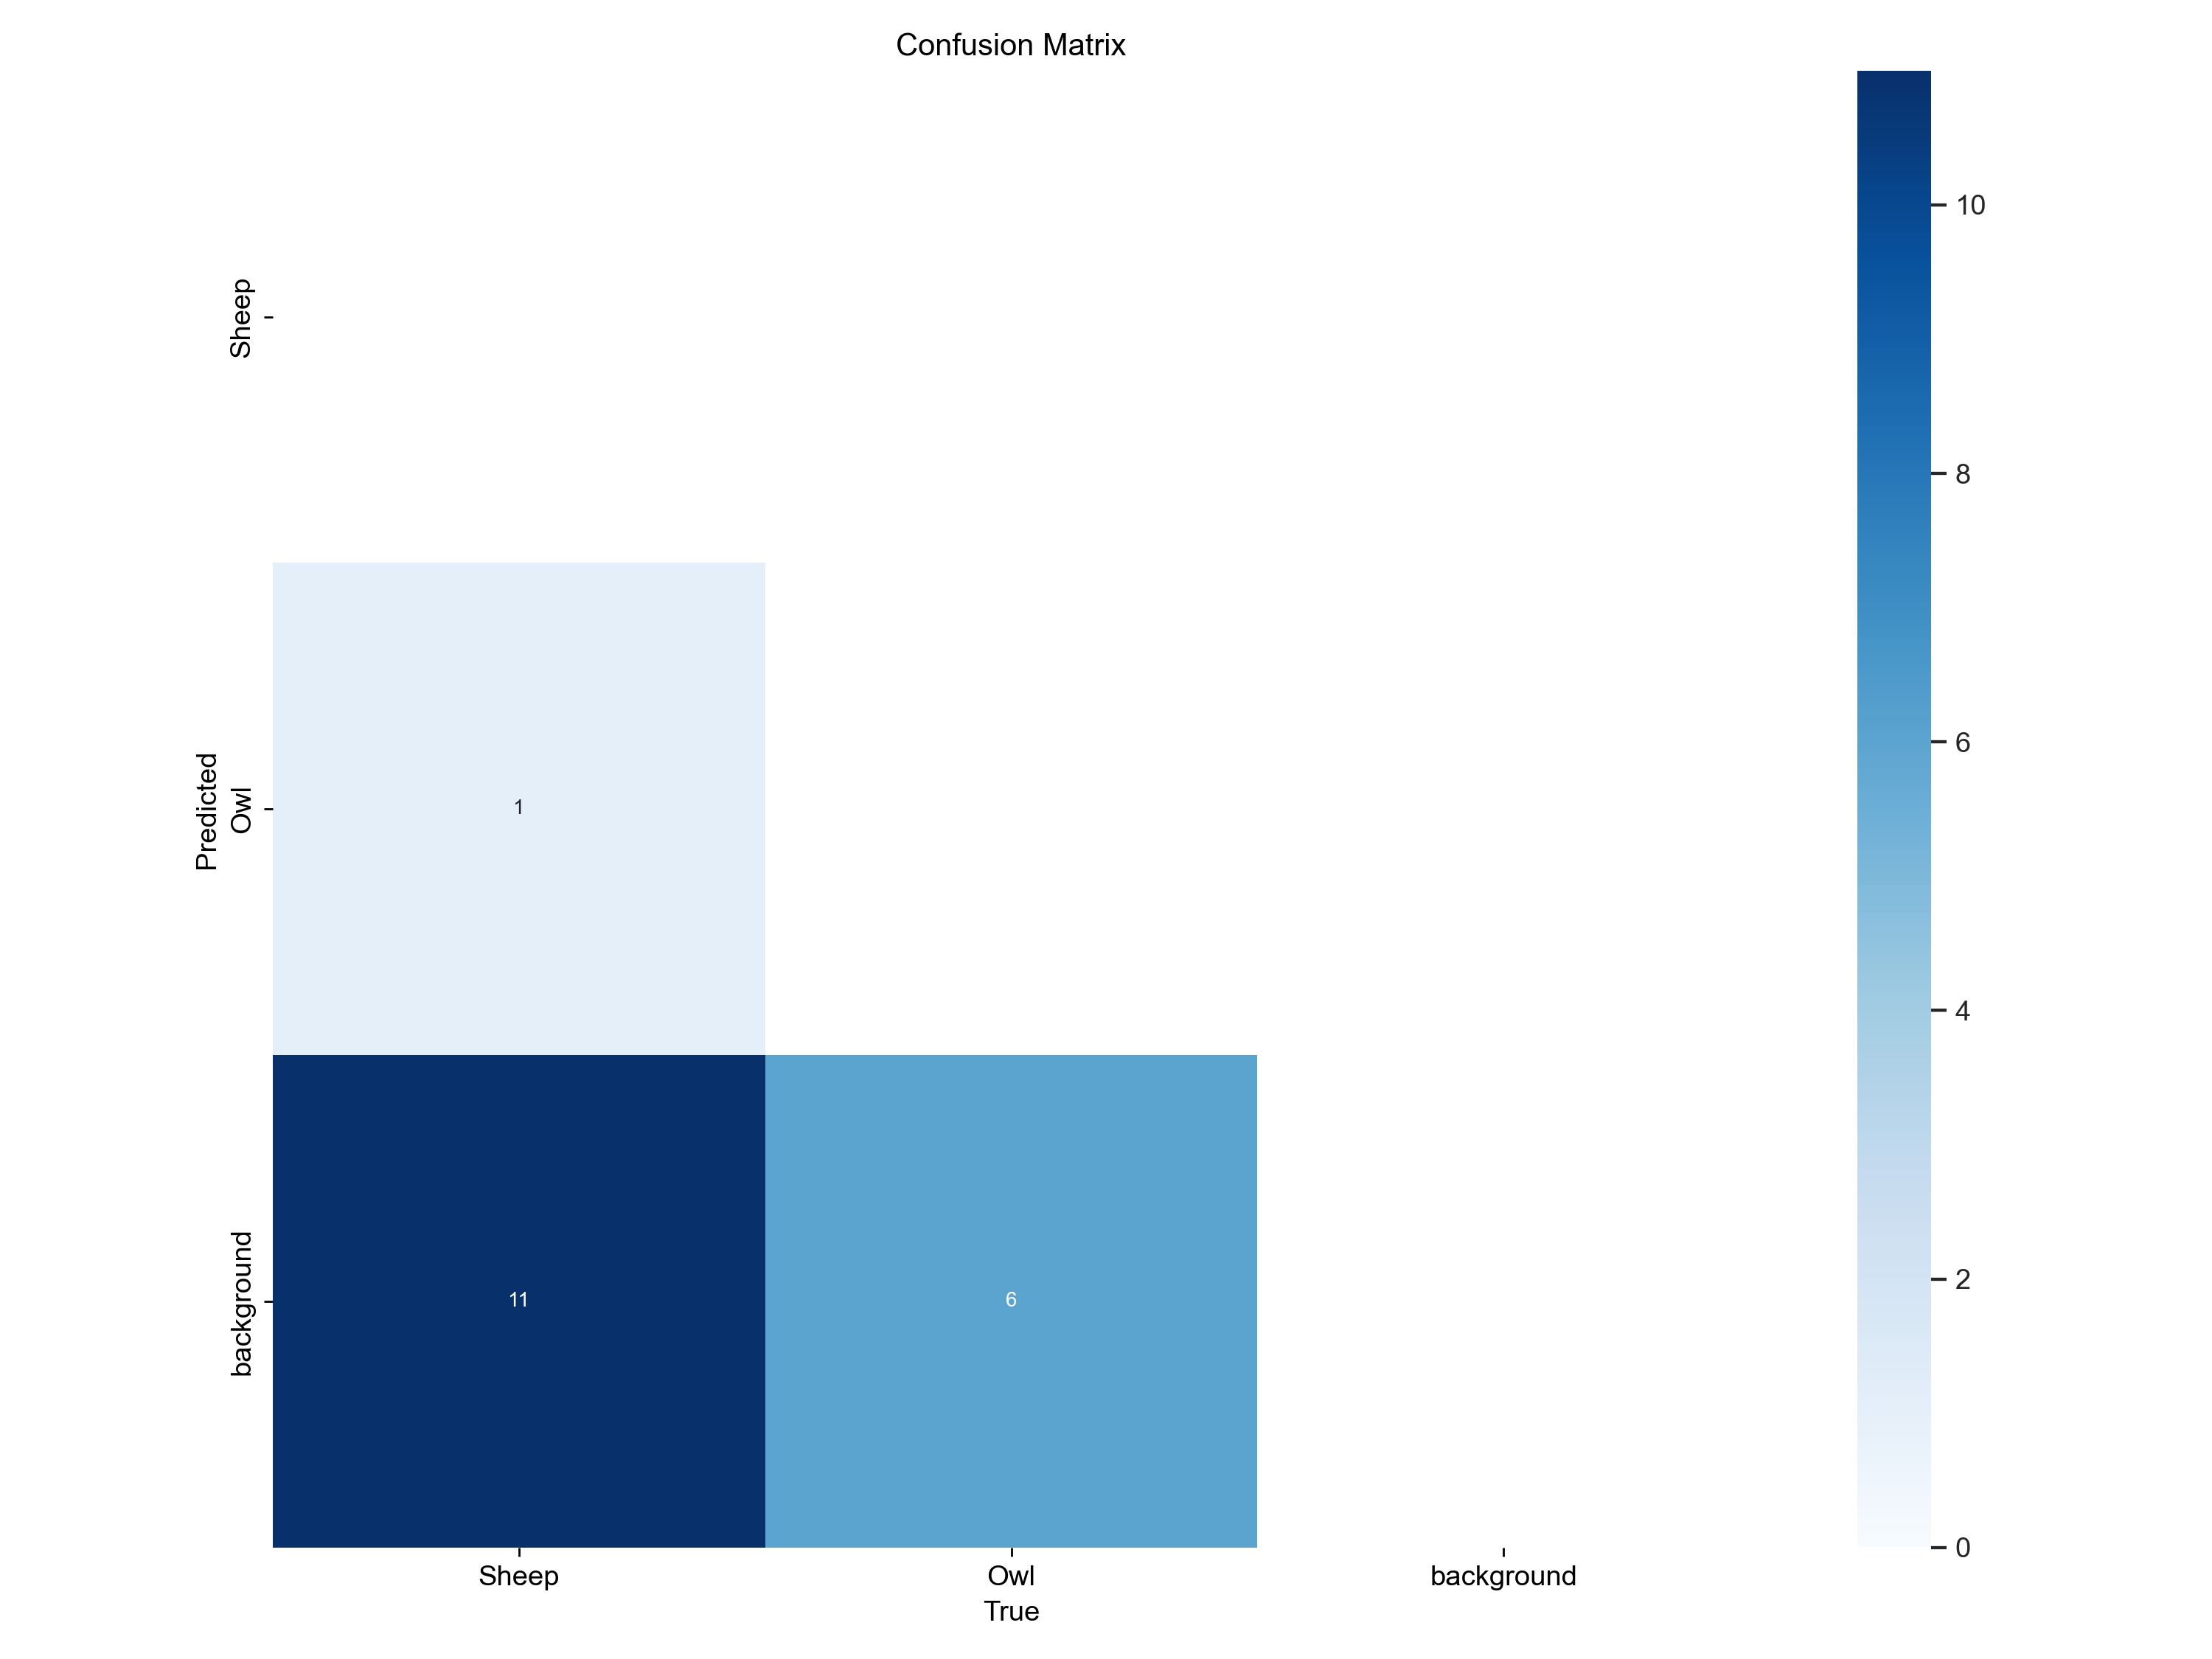 Confusion Matrix
Sheep
Owl
background
Predicted
1
11
6
Sheep
Owl
background
True
10
8
6
4
2
0